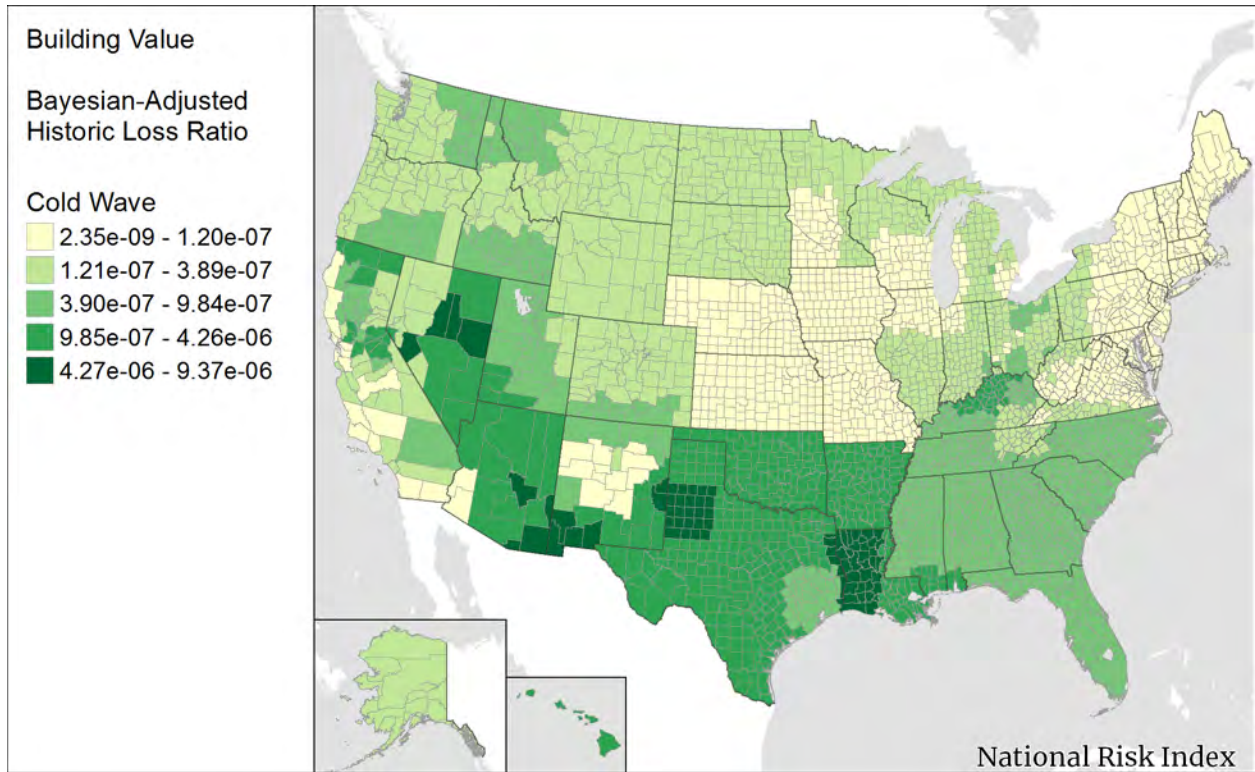 Building Value
Bayesian-Adjusted
Historic Loss Ratio
Cold Wave
2.35e-09 - 1.20e-07
1.21e-07 - 3.89e-07
3.90e-07 - 9.84e-07
9.85e-07 - 4.26e-06
4.27e-06 - 9.37e-06
National Risk Index